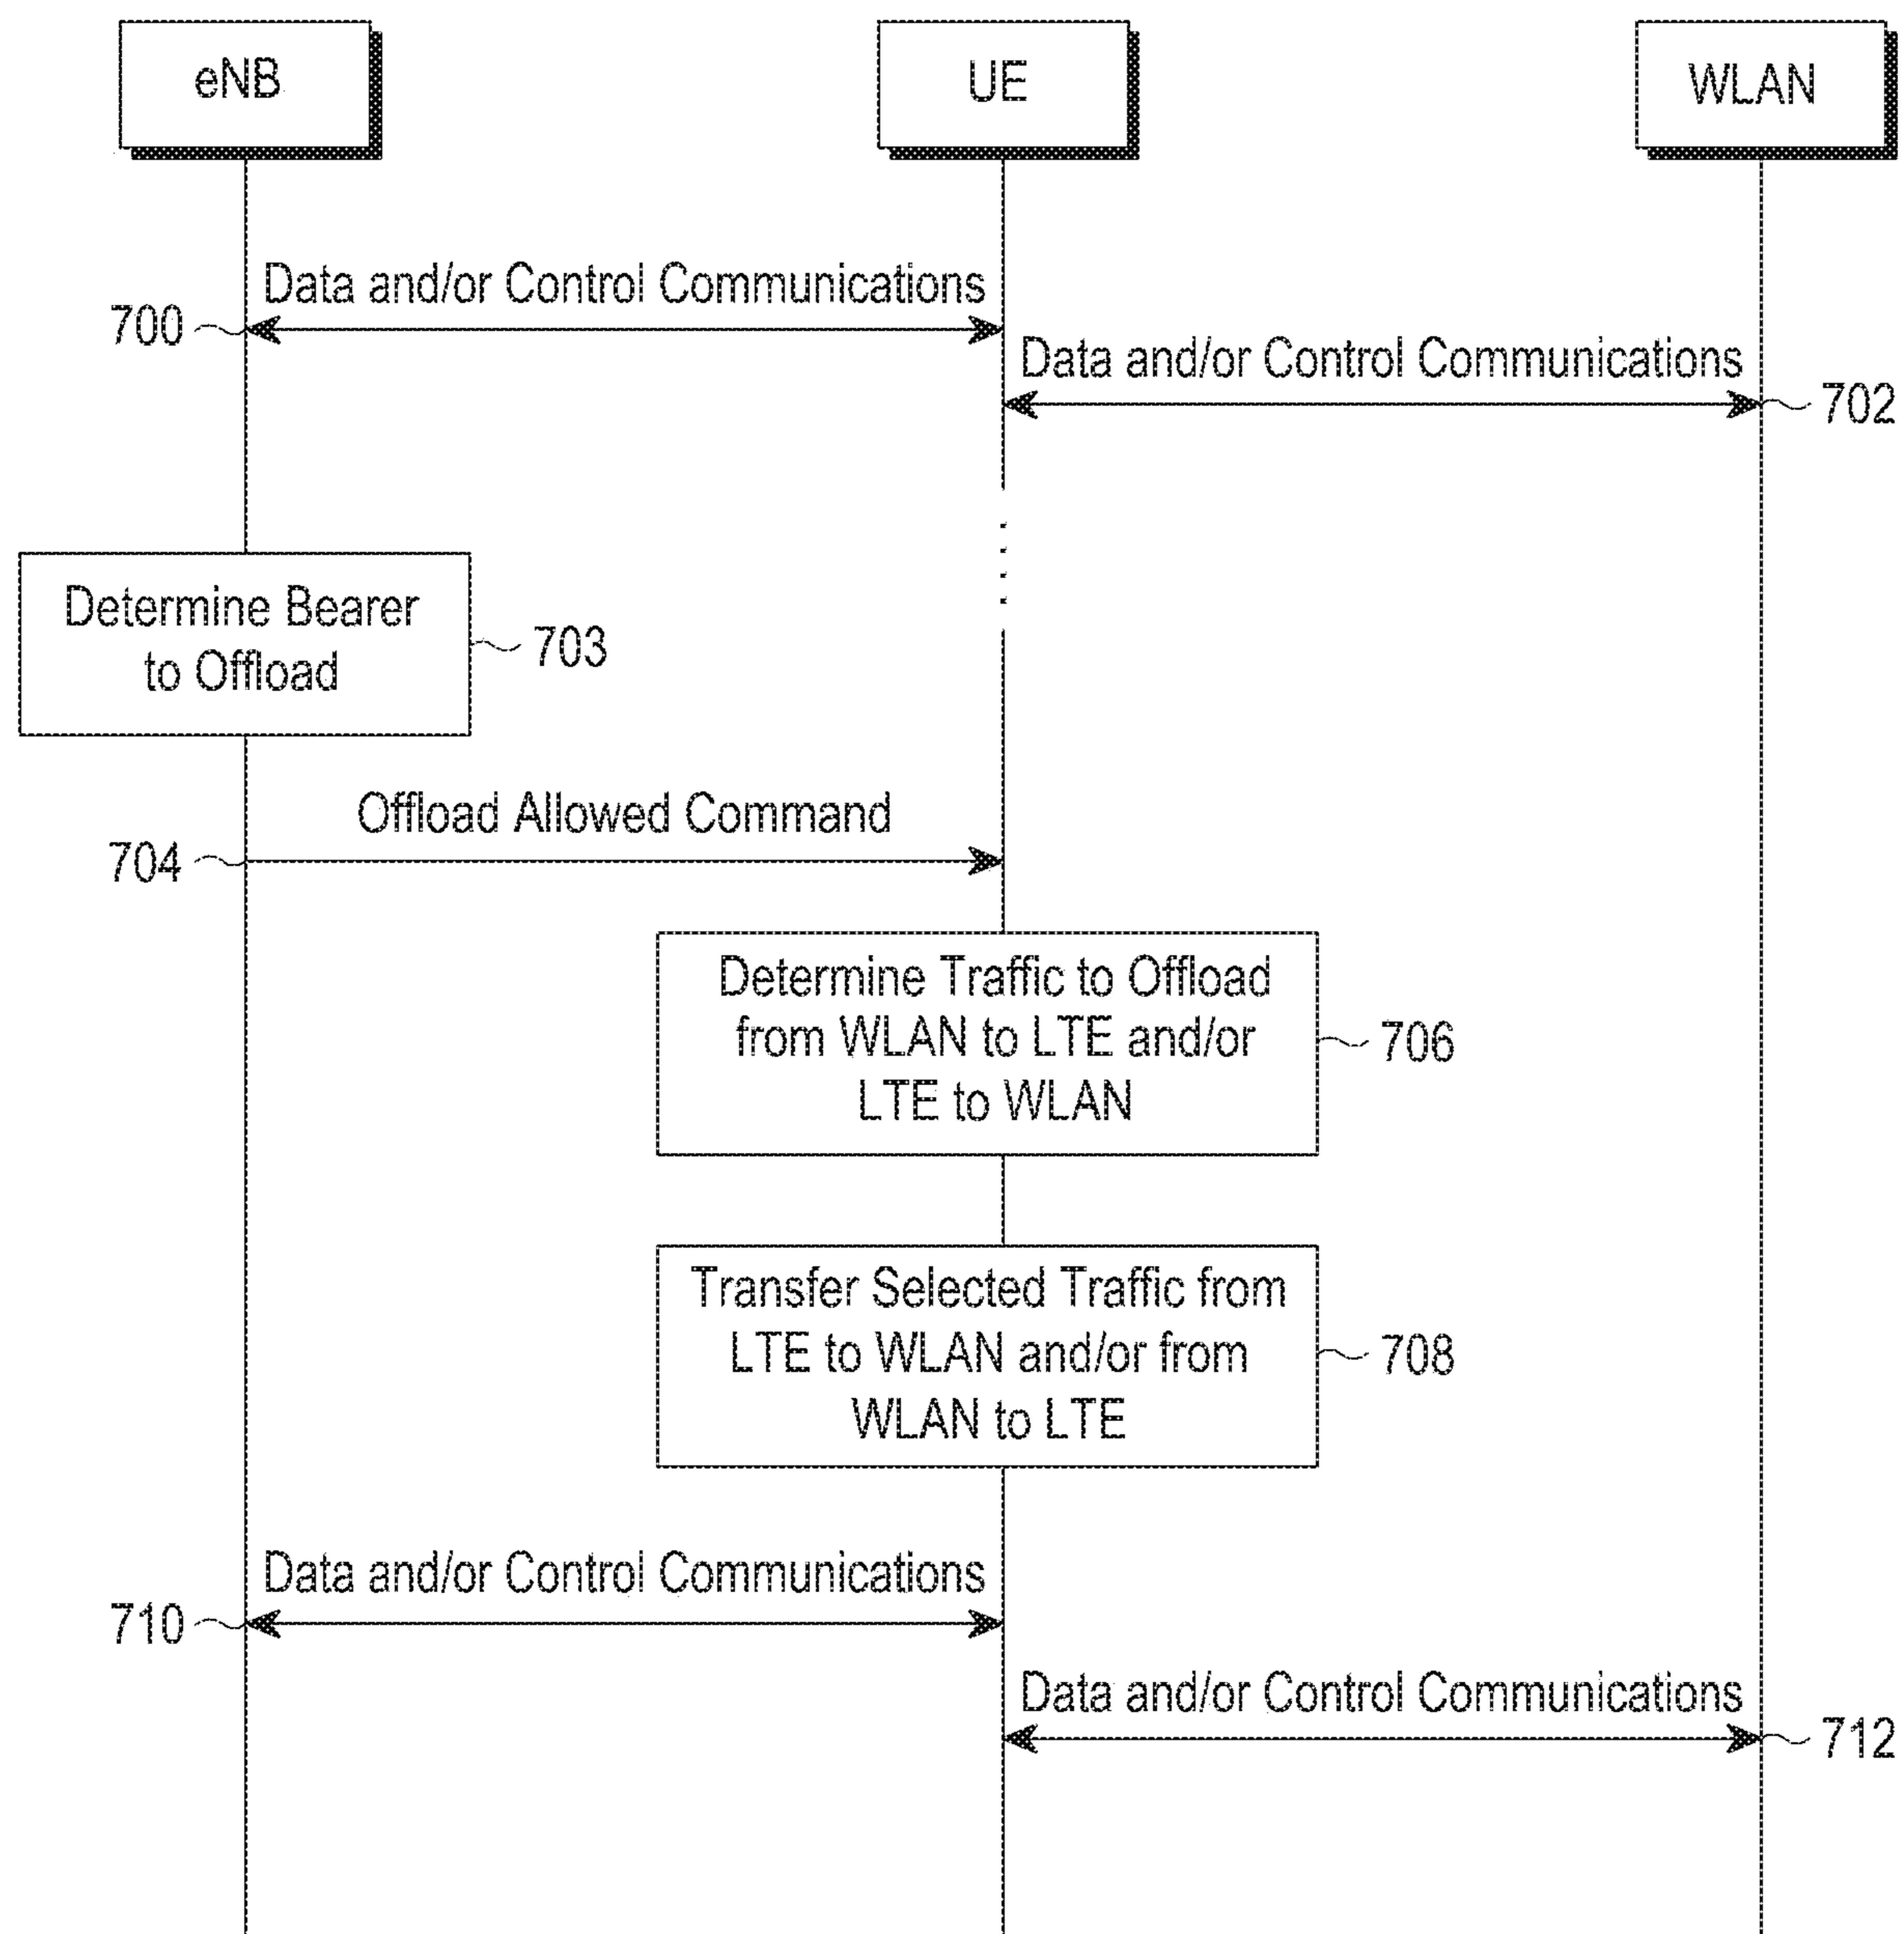 eNB
UE
WLAN
Data and/or Control Communications
700
Data and/or Control Communications
702
Determine Bearer
to Offload
703
Offload Allowed Command
704
Determine Traffic to Offload
from WLAN to LTE and/or
LTE to WLAN
706
Transfer Selected Traffic from
LTE to WLAN and/or from
WLAN to LTE
708
Data and/or Control Communications
710
Data and/or Control Communications
712